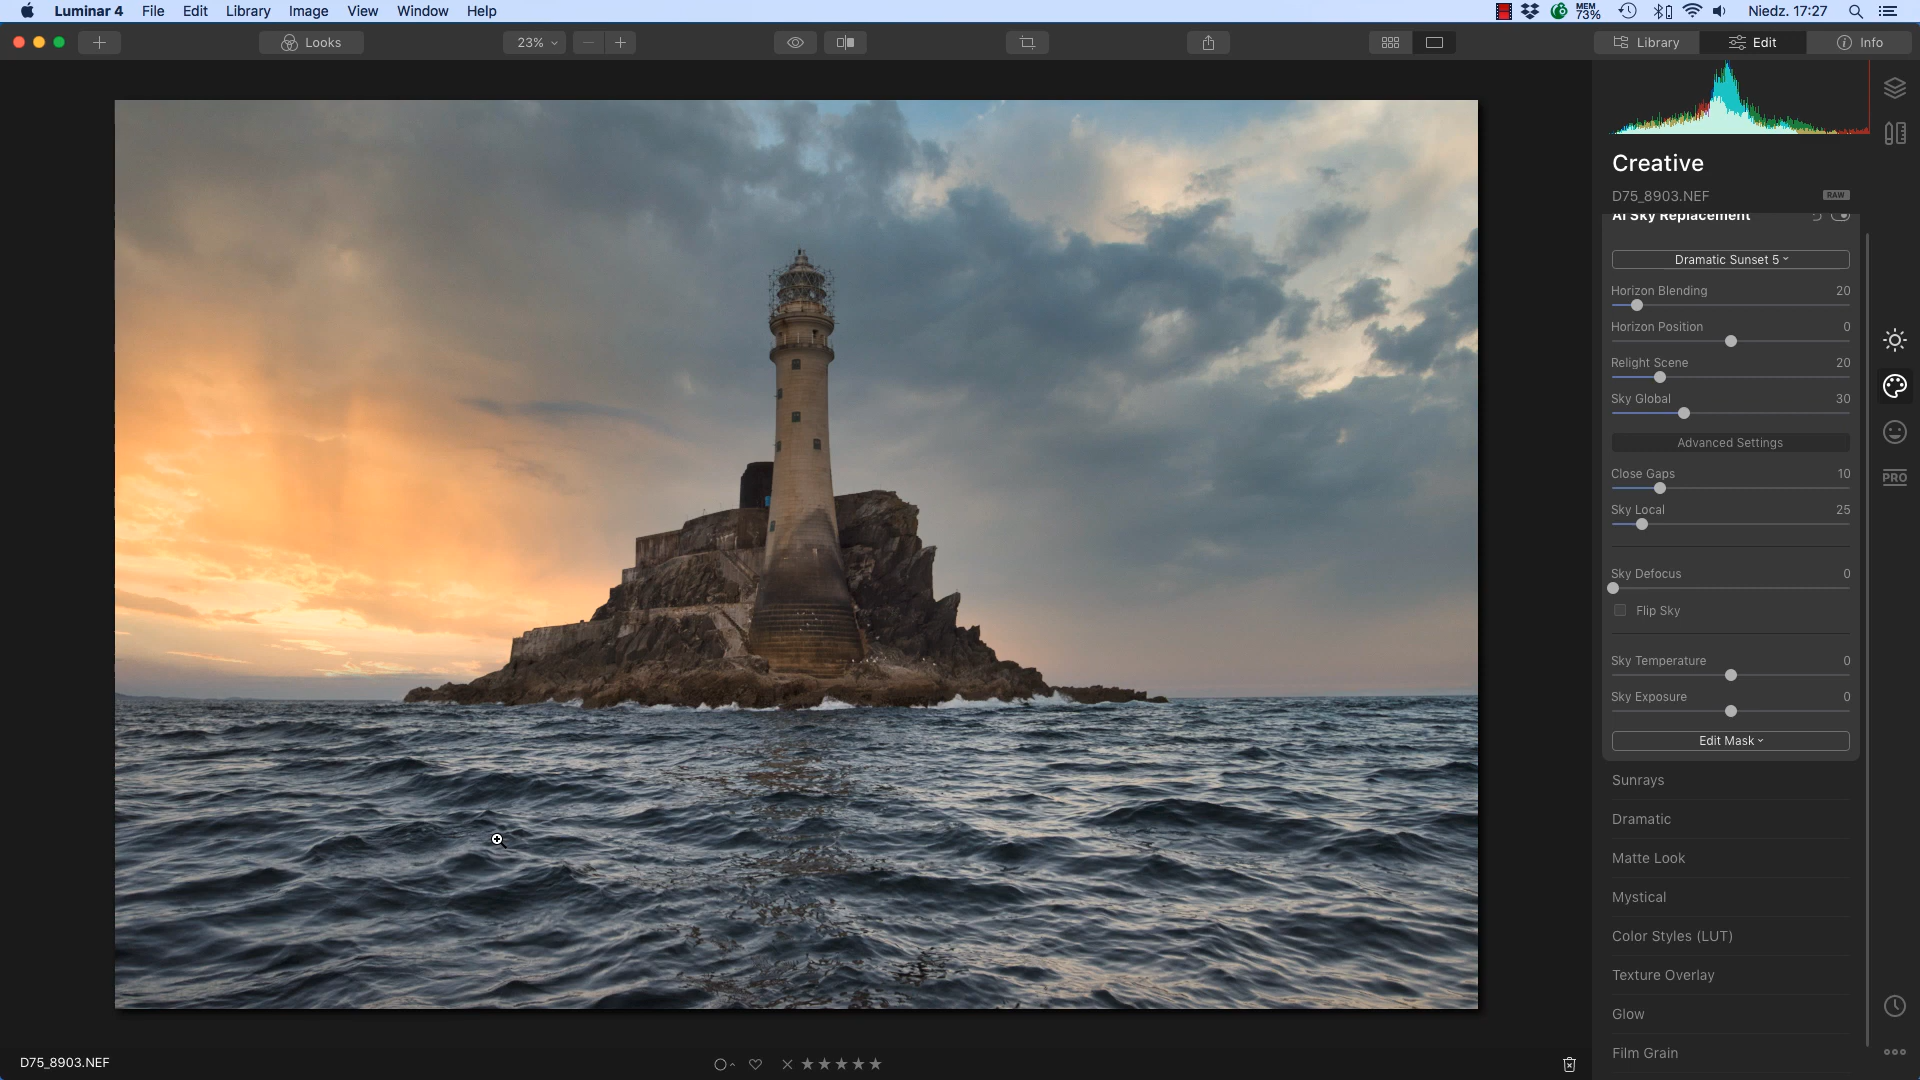 Luminar 4 File Edit Library Image View Window Help MEM 73% Niedz. 17:27
Looks 23% Library Edit Info
Creative
D75_8903.NEF RAW
AI Sky Replacement
Dramatic Sunset 5
Horizon Blending 20
Horizon Position 0
Relight Scene 20
Sky Global 30
Advanced Settings
Close Gaps 10
Sky Local 25
Sky Defocus 0
Flip Sky
Sky Temperature 0
Sky Exposure 0
Edit Mask
Sunrays
Dramatic
Matte Look
Mystical
Color Styles (LUT)
Texture Overlay
Glow
Film Grain
PRO
D75_8903.NEF